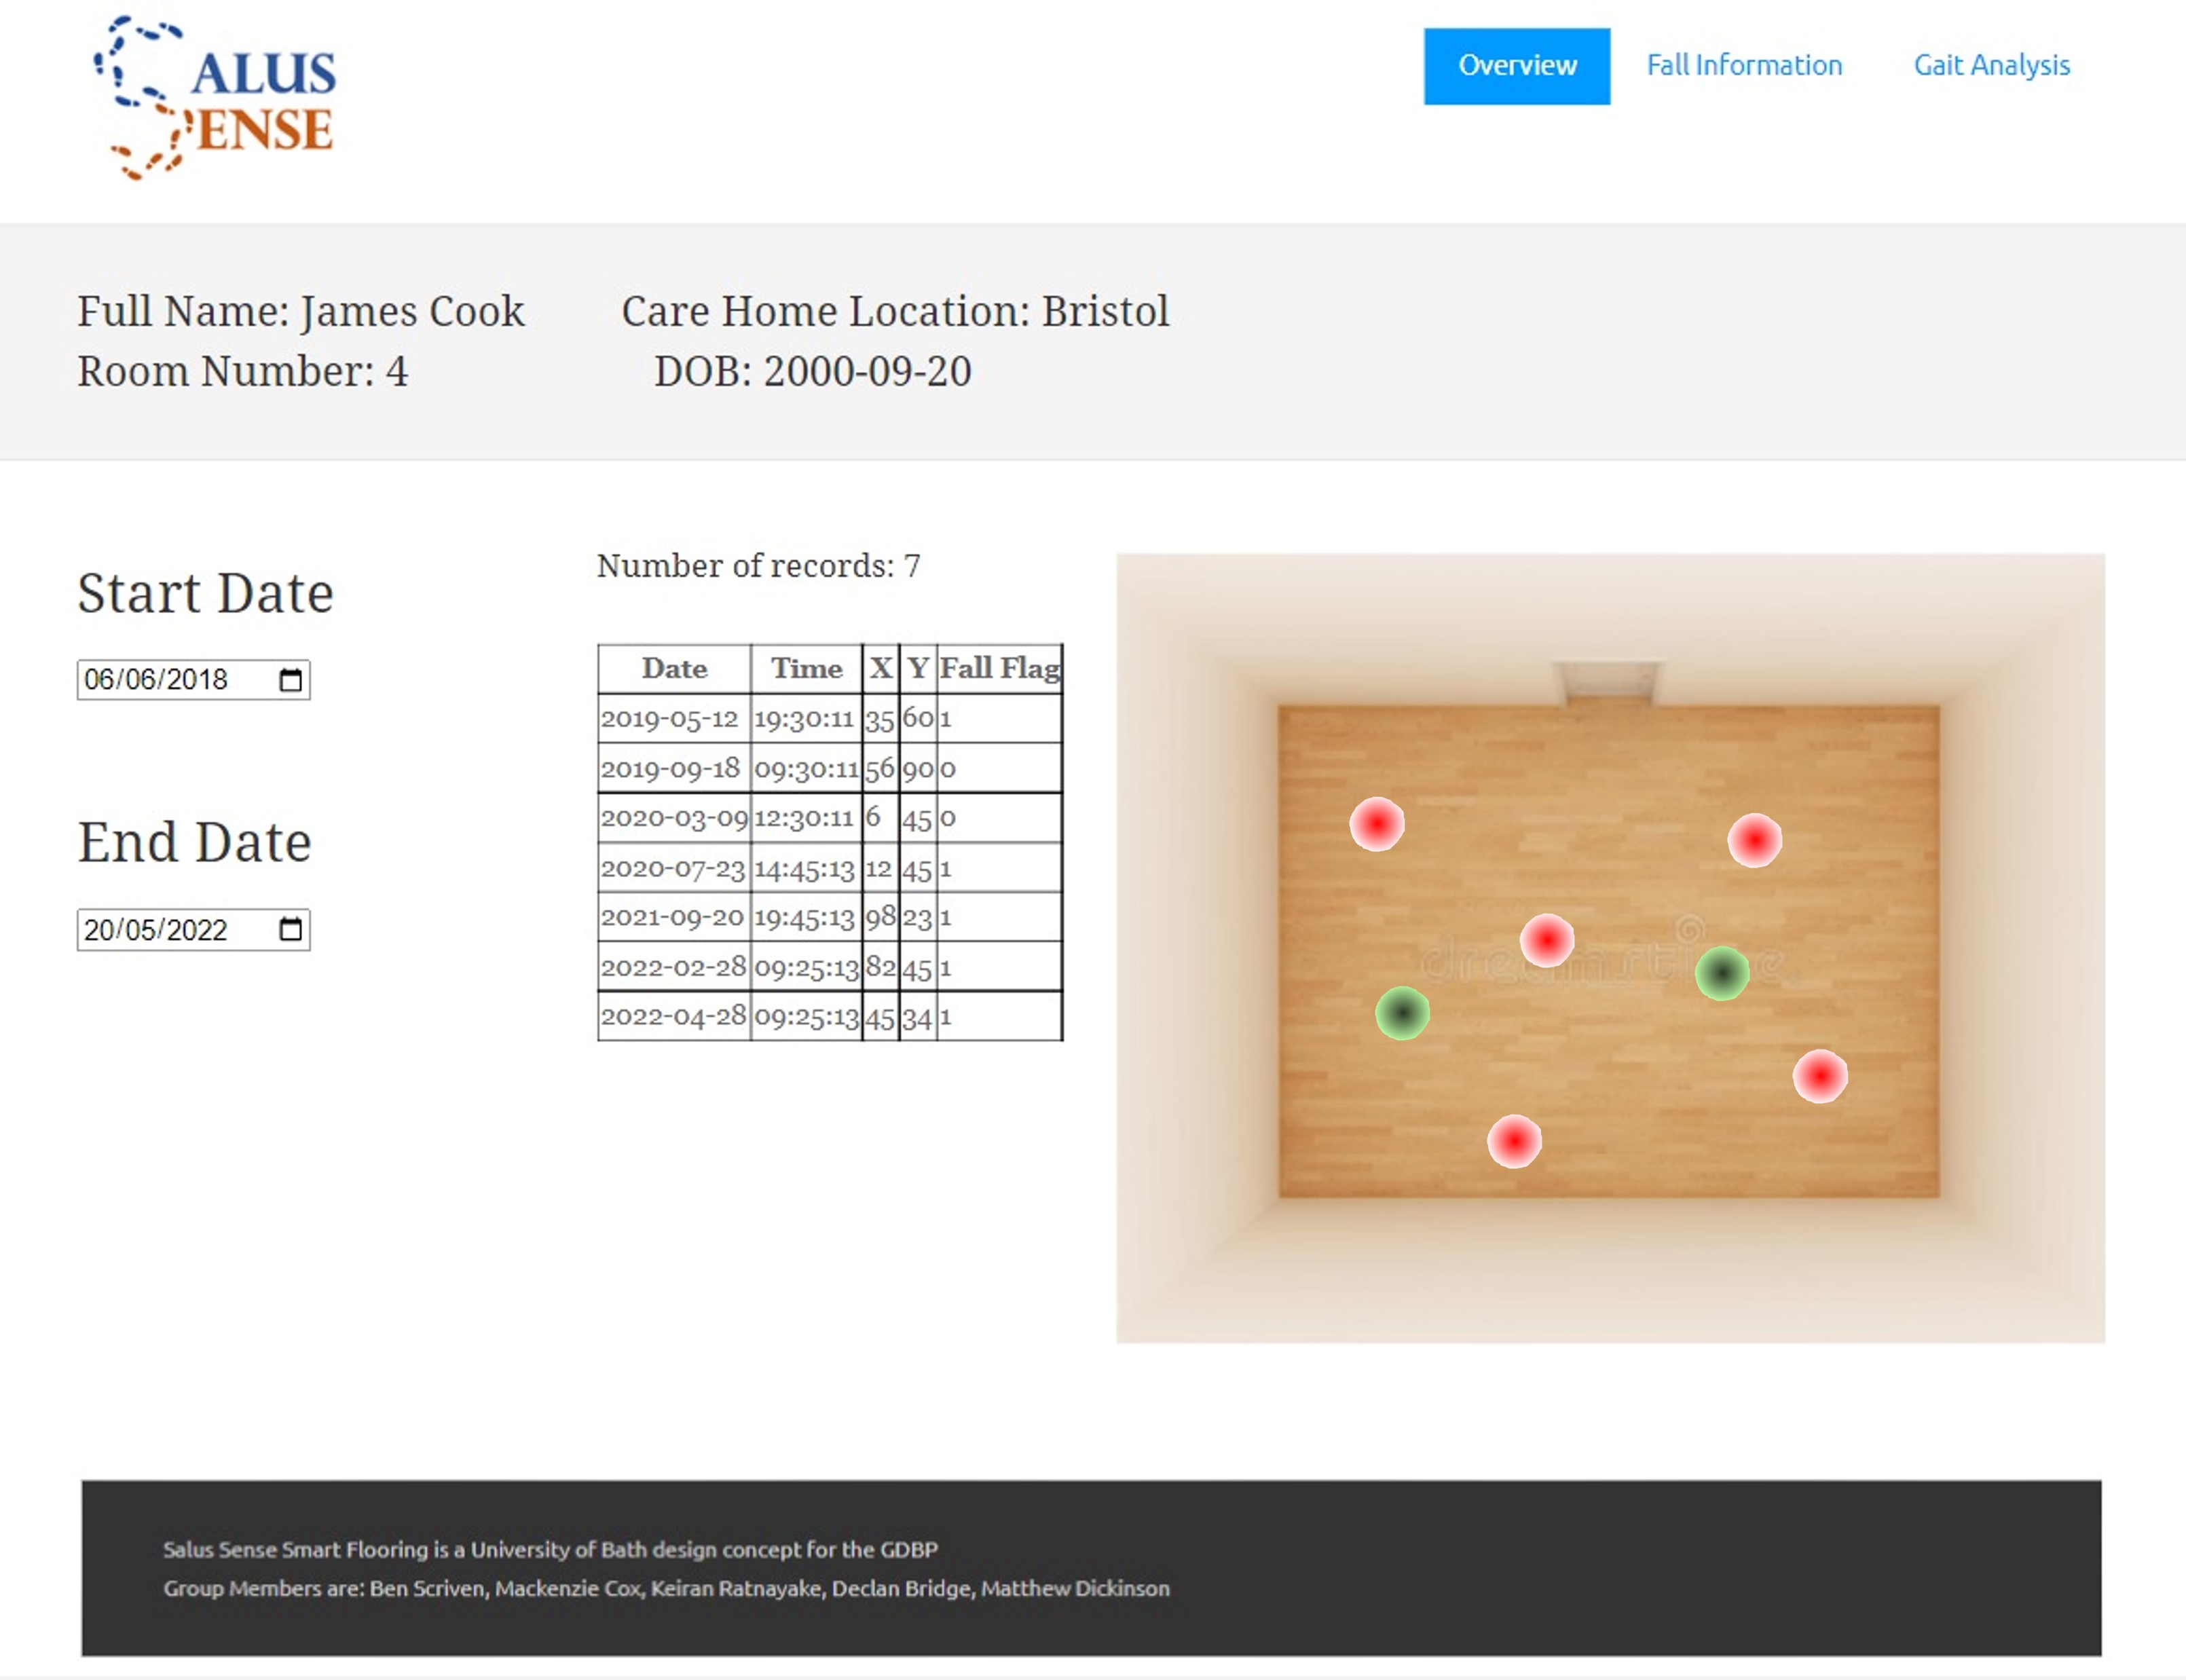 ALUS
ENSE
Overview Fall Information Gait Analysis
Full Name: James Cook Care Home Location: Bristol
Room Number: 4 DOB: 2000-09-20
Start Date
06/06/2018
End Date
20/05/2022
Number of records: 7
Date Time X Y Fall Flag
2019-05-12 19:30:11 35 60 1
2019-09-18 09:30:11 56 90 0
2020-03-09 12:30:11 6 45 0
2020-07-23 14:45:13 12 45 1
2021-09-20 19:45:13 98 23 1
2022-02-28 09:25:13 82 45 1
2022-04-28 09:25:13 45 34 1
dreamstime.
Salus Sense Smart Flooring is a University of Bath design concept for the GDBP
Group Members are: Ben Scriven, Mackenzie Cox, Keiran Ratnayake, Declan Bridge, Matthew Dickinson